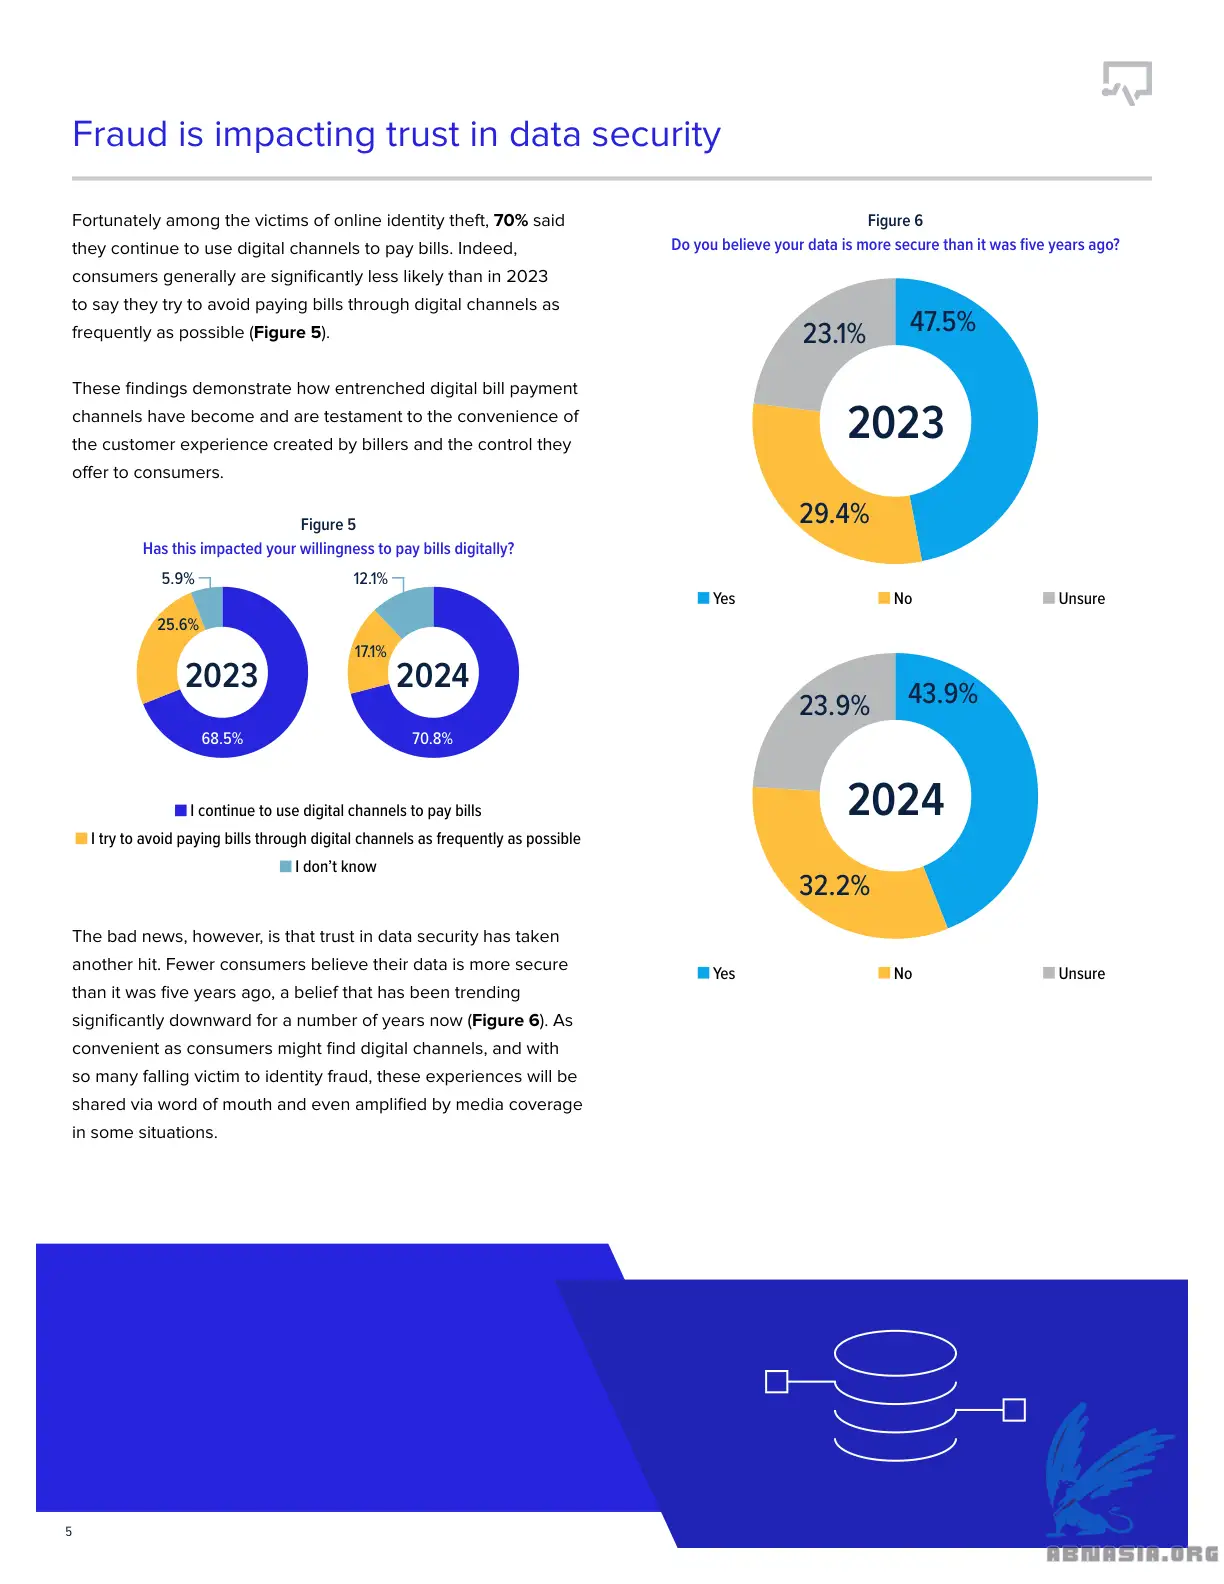 Fraud is impacting trust in data security
Fortunately among the victims of online identity theft, 70% said
they continue to use digital channels to pay bills. Indeed,
consumers generally are significantly less likely than in 2023
to say they try to avoid paying bills through digital channels as
frequently as possible (Figure 5).
These findings demonstrate how entrenched digital bill payment
channels have become and are testament to the convenience of
the customer experience created by billers and the control they
offer to consumers.
Figure 5
Has this impacted your willingness to pay bills digitally?
5.9%
25.6%
2023
68.5%
12.1%
17.1%
2024
70.8%
I continue to use digital channels to pay bills
I try to avoid paying bills through digital channels as frequently as possible
I don’t know
The bad news, however, is that trust in data security has taken
another hit. Fewer consumers believe their data is more secure
than it was five years ago, a belief that has been trending
significantly downward for a number of years now (Figure 6). As
convenient as consumers might find digital channels, and with
so many falling victim to identity fraud, these experiences will be
shared via word of mouth and even amplified by media coverage
in some situations.
Figure 6
Do you believe your data is more secure than it was five years ago?
23.1%
47.5%
2023
29.4%
Yes
No
Unsure
23.9%
43.9%
2024
32.2%
Yes
No
Unsure
5
ABMASIA.ORG